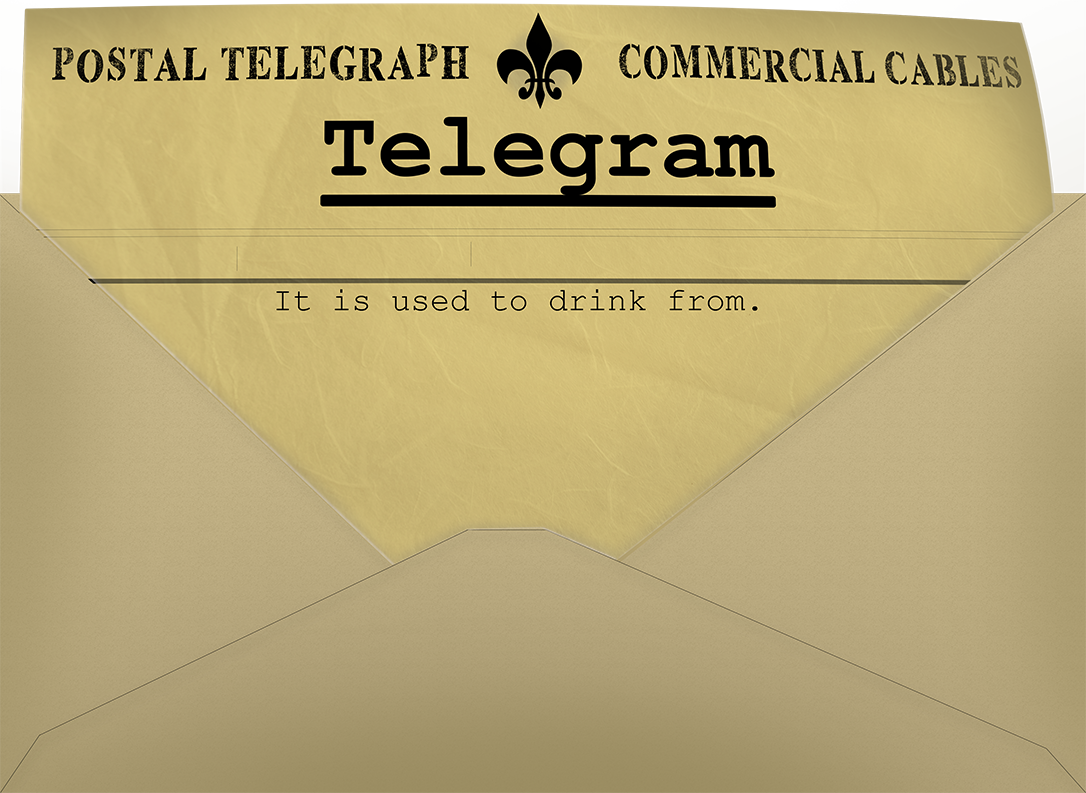 POSTAL TELEGRAPH COMMERCIAL CABLES
Telegram
It is used to drink from.